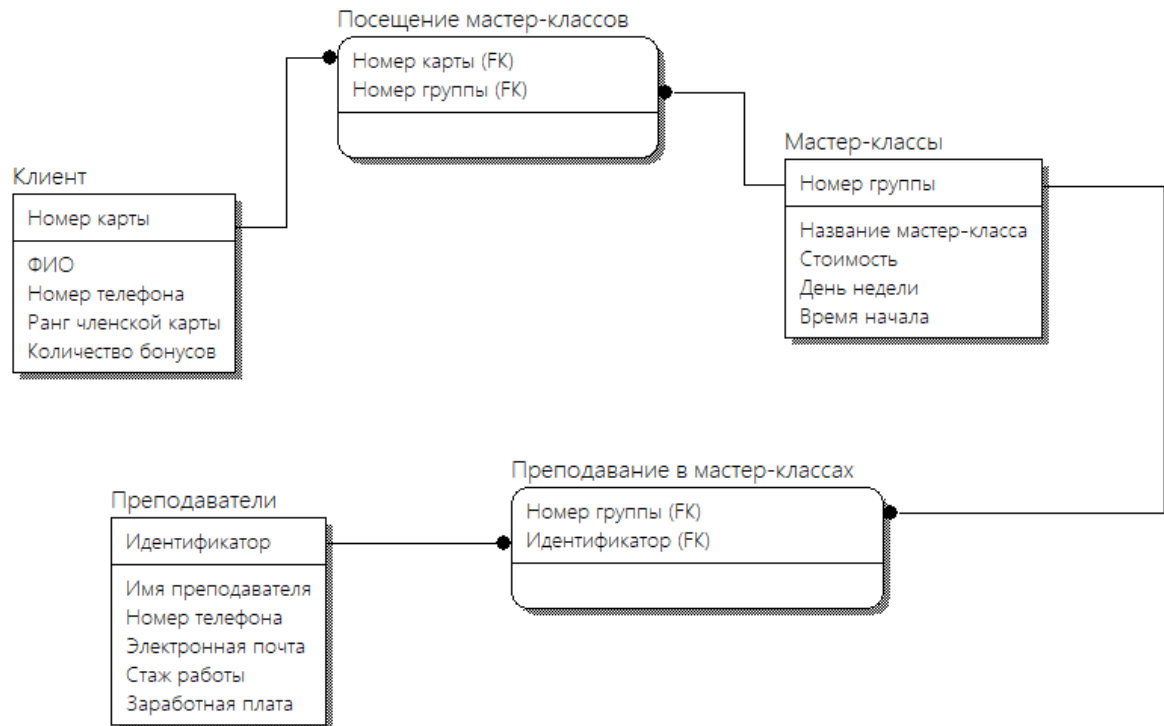 Посещение мастер-классов
Номер карты (FK)
Номер группы (FK)
Мастер-классы
Номер группы
Название мастер-класса
Стоимость
День недели
Время начала
Клиент
Номер карты
ФИО
Номер телефона
Ранг членской карты
Количество бонусов
Преподавание в мастер-классах
Номер группы (FK)
Идентификатор (FK)
Преподаватели
Идентификатор
Имя преподавателя
Номер телефона
Электронная почта
Стаж работы
Заработная плата